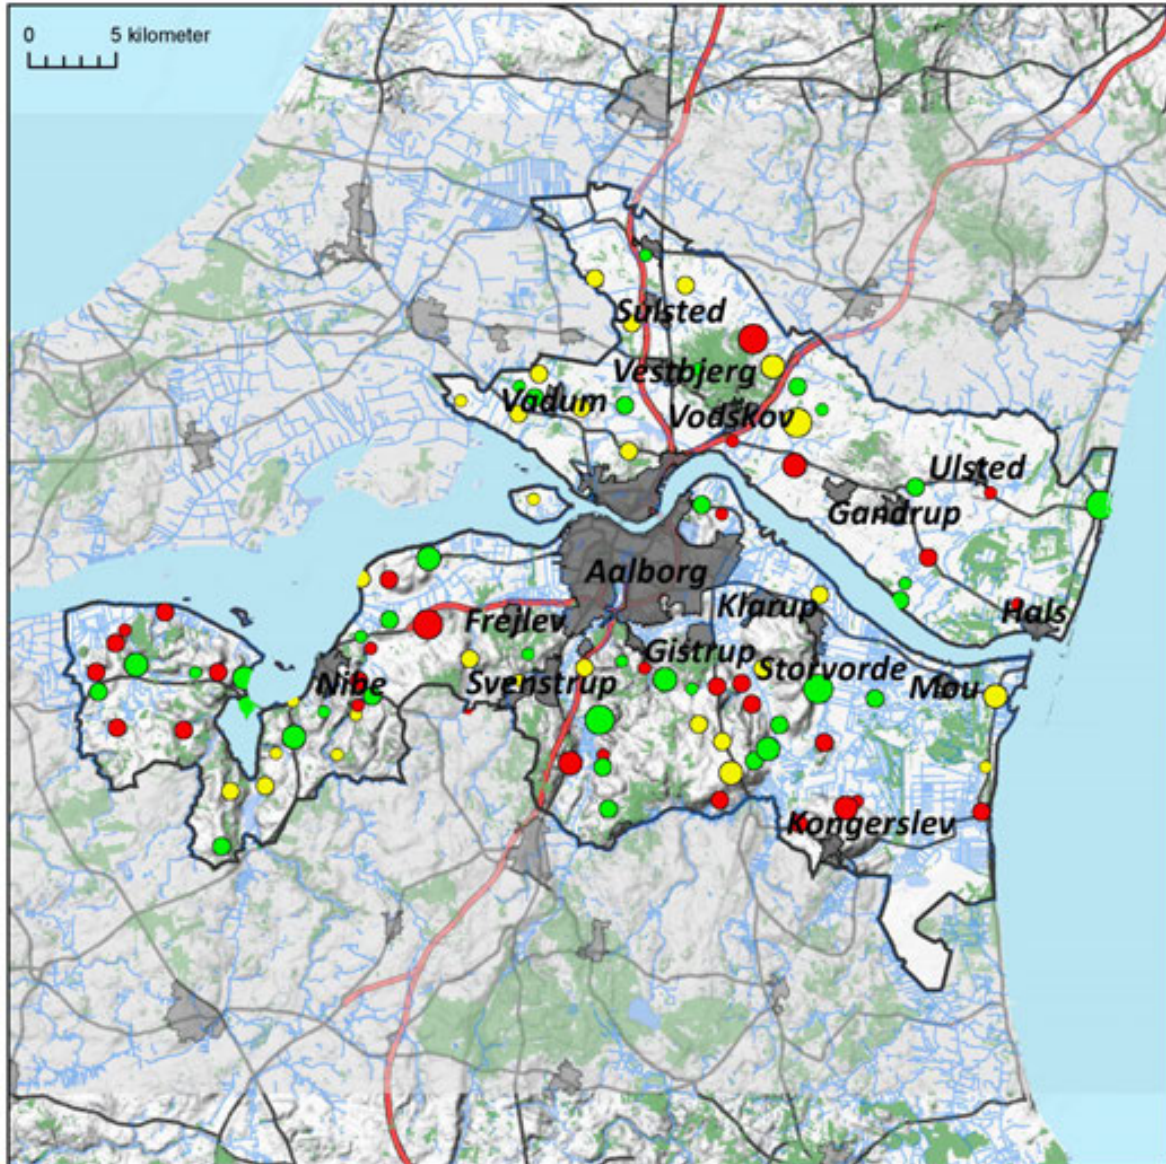 0 5 kilometer
Sulsted
Vestbjerg
Vadum
Vodskov
Ulsted
Gandrup
Aalborg
Klarup
Hals
Frejlev
Gistrup
Storvorde
Nibe
Svenstrup
Mou
Kongerslev